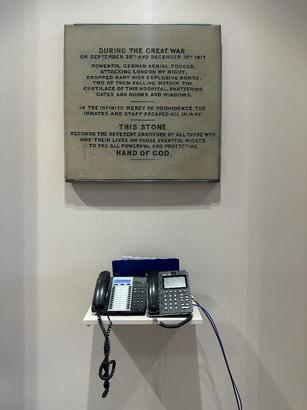 DURING THE GREAT WAR
ON SEPTEMBER 29TH AND DECEMBER 18TH 1917
POWERFUL GERMAN AERIAL FORCES,
ATTACKING LONDON BY NIGHT,
DROPPED MANY HIGH EXPLOSIVE BOMBS,
TWO OF THEM FALLING WITHIN THE
CURTILAGE OF THIS HOSPITAL, SHATTERING
GATES AND DOORS AND WINDOWS.
IN THE INFINITE MERCY OF PROVIDENCE THE
INMATES AND STAFF ESCAPED ALL INJURY.
THIS STONE
RECORDS THE REVERENT GRATITUDE OF ALL THOSE WHO
OWE THEIR LIVES ON THOSE EVENTFUL NIGHTS
TO THE ALL POWERFUL AND PROTECTING
HAND OF GOD.